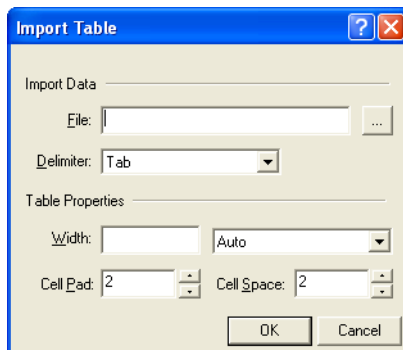 Import Table
Import Data
File:
...
Delimiter: Tab
Table Properties
Width: Auto
Cell Pad: 2 Cell Space: 2
OK Cancel